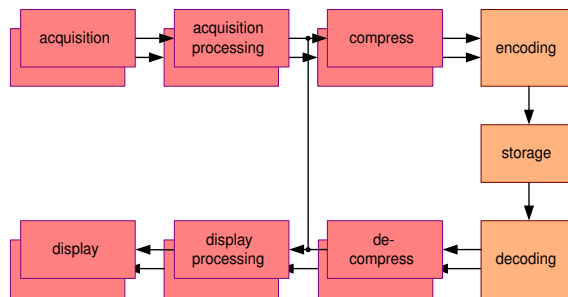 acquisition
acquisition
processing
compress
encoding
storage
display
display
processing
de-
compress
decoding